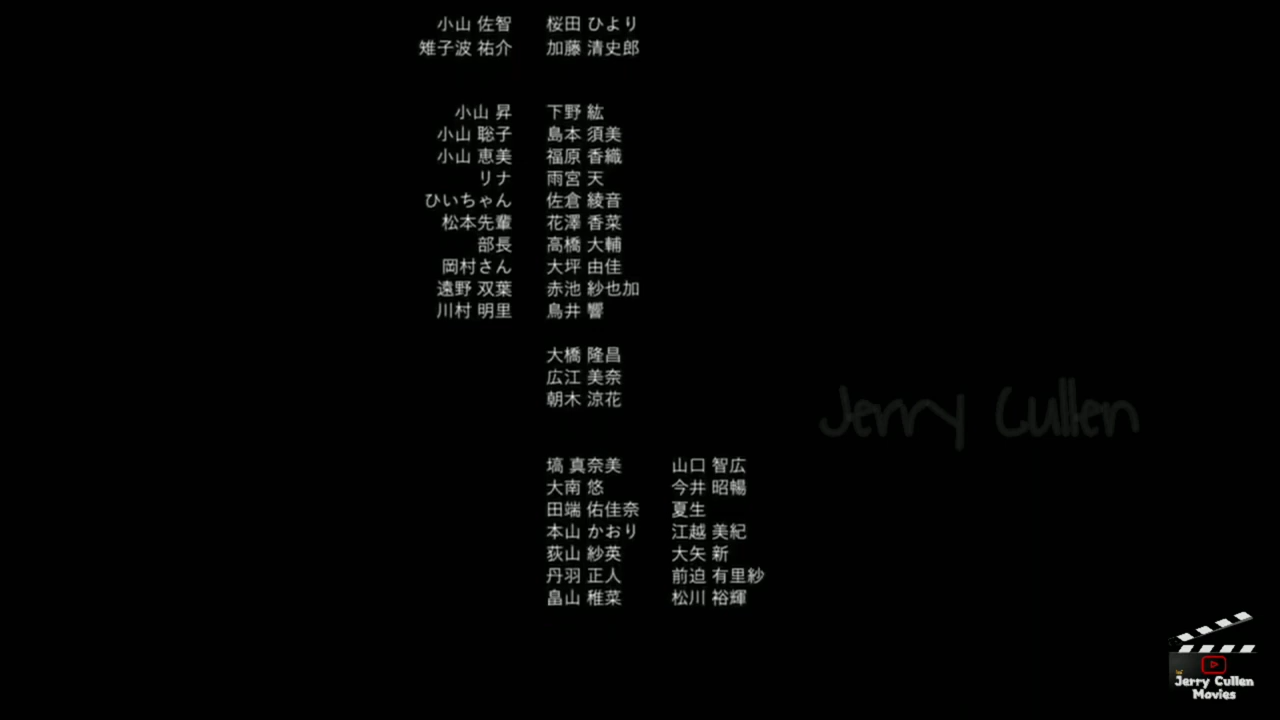 小山 佐智 桜田 ひより
雉子波 祐介 加藤 清史郎
小山 昇 下野 紘
小山 聡子 島本 須美
小山 恵美 福原 香織
リナ 雨宮 天
ひいちゃん 佐倉 綾音
松本先輩 花澤 香菜
部長 高橋 大輔
岡村さん 大坪 由佳
遠野 双葉 赤池 紗也加
川村 明里 鳥井 響
大橋 隆昌
広江 美奈
朝木 涼花
塙 真奈美 山口 智広
大南 悠 今井 昭暢
田端 佑佳奈 夏生
本山 かおり 江越 美紀
荻山 紗英 大矢 新
丹羽 正人 前迫 有里紗
畠山 稚菜 松川 裕輝
Jerry Cullen
Jerry Cullen
Movies